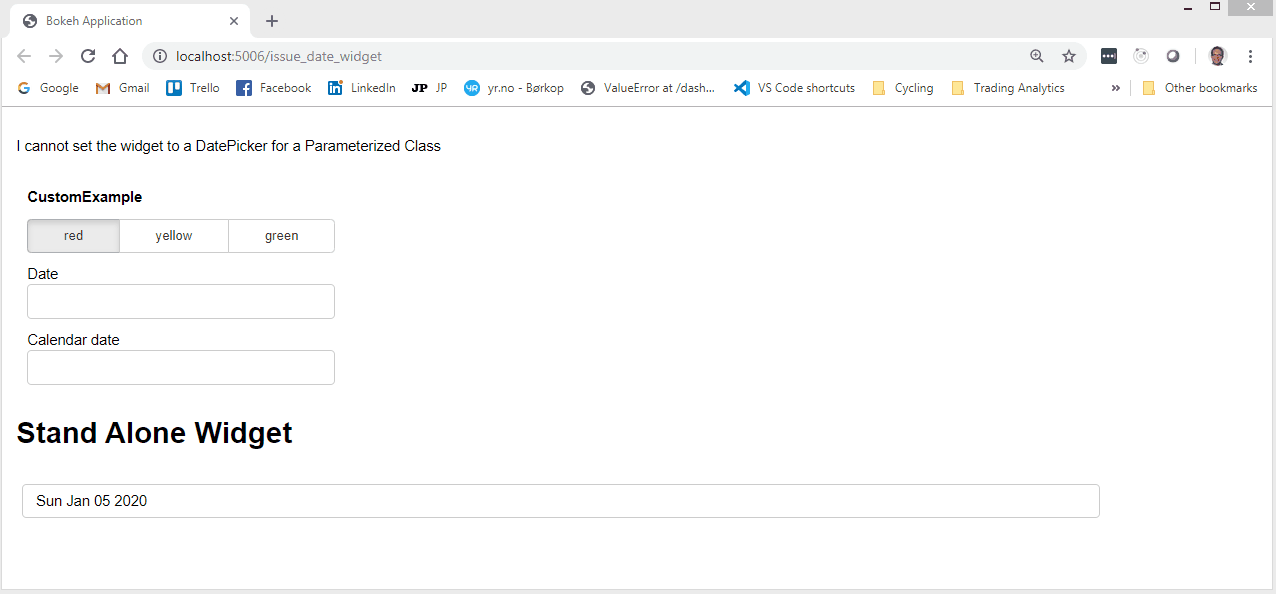 Bokeh Application
localhost:5006/issue_date_widget
Google Gmail Trello Facebook LinkedIn JP JP yr.no - Børkop ValueError at /dash... VS Code shortcuts Cycling Trading Analytics » Other bookmarks
I cannot set the widget to a DatePicker for a Parameterized Class
CustomExample
red yellow green
Date
Calendar date
Stand Alone Widget
Sun Jan 05 2020